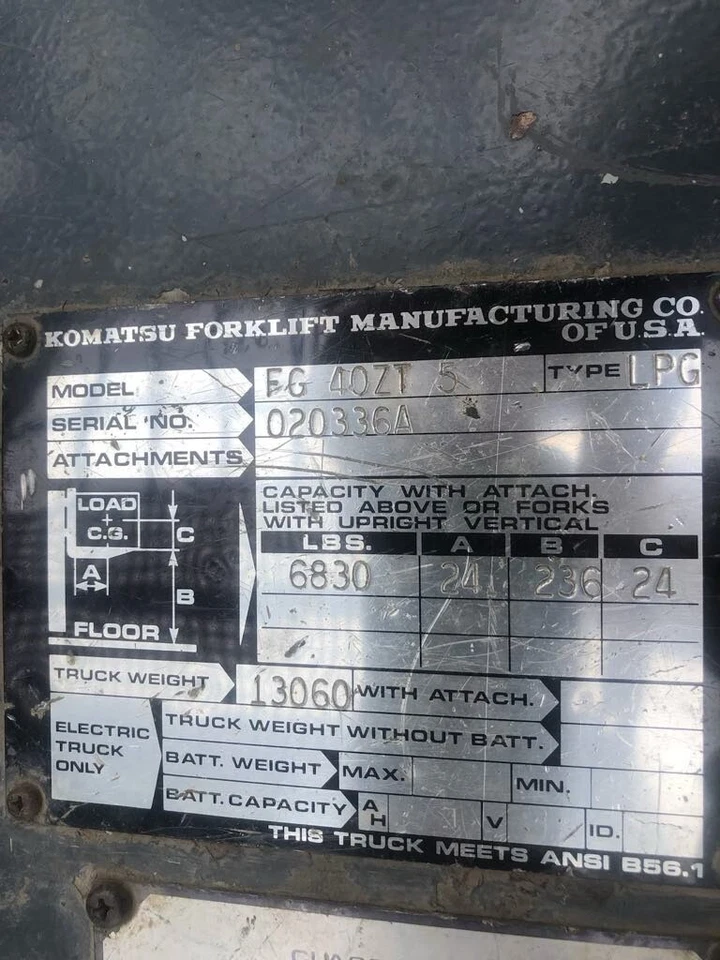 KOMATSU FORKLIFT MANUFACTURING CO.
OF U.S.A.
MODEL FG 40ZT 5 TYPE LPG
SERIAL NO. 020336A
ATTACHMENTS
CAPACITY WITH ATTACH.
LISTED ABOVE OR FORKS
WITH UPRIGHT VERTICAL
LOAD
C.G.
C
A
B
FLOOR
LBS. A B C
6830 24 236 24
TRUCK WEIGHT 13060 WITH ATTACH.
ELECTRIC
TRUCK
ONLY
TRUCK WEIGHT WITHOUT BATT.
BATT. WEIGHT MAX. MIN.
BATT. CAPACITY AH V ID.
THIS TRUCK MEETS ANSI B56.1